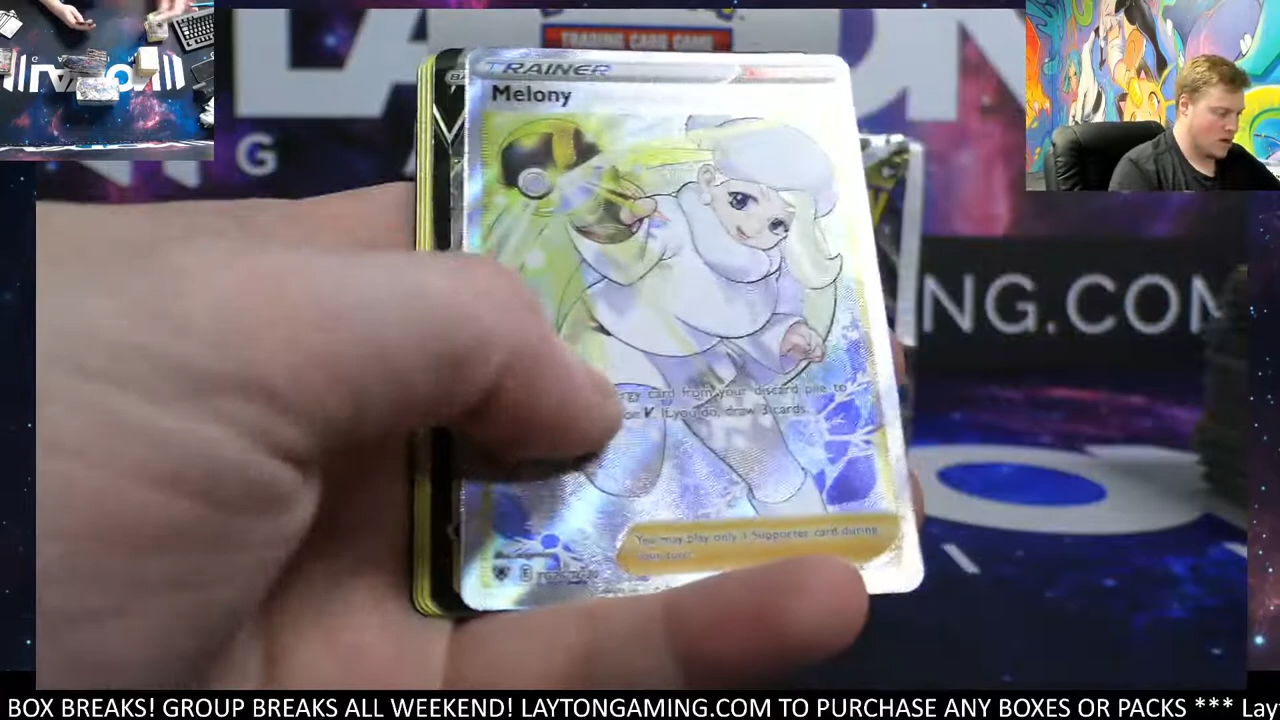 TRADING CARD GAME
TRAINER
Melony
G
NG.COM
card from your discard pile to
V. If you do, draw 3 cards.
You may play only 1 Supporter card during
your turn.
BOX BREAKS! GROUP BREAKS ALL WEEKEND! LAYTONGAMING.COM TO PURCHASE ANY BOXES OR PACKS *** Lay